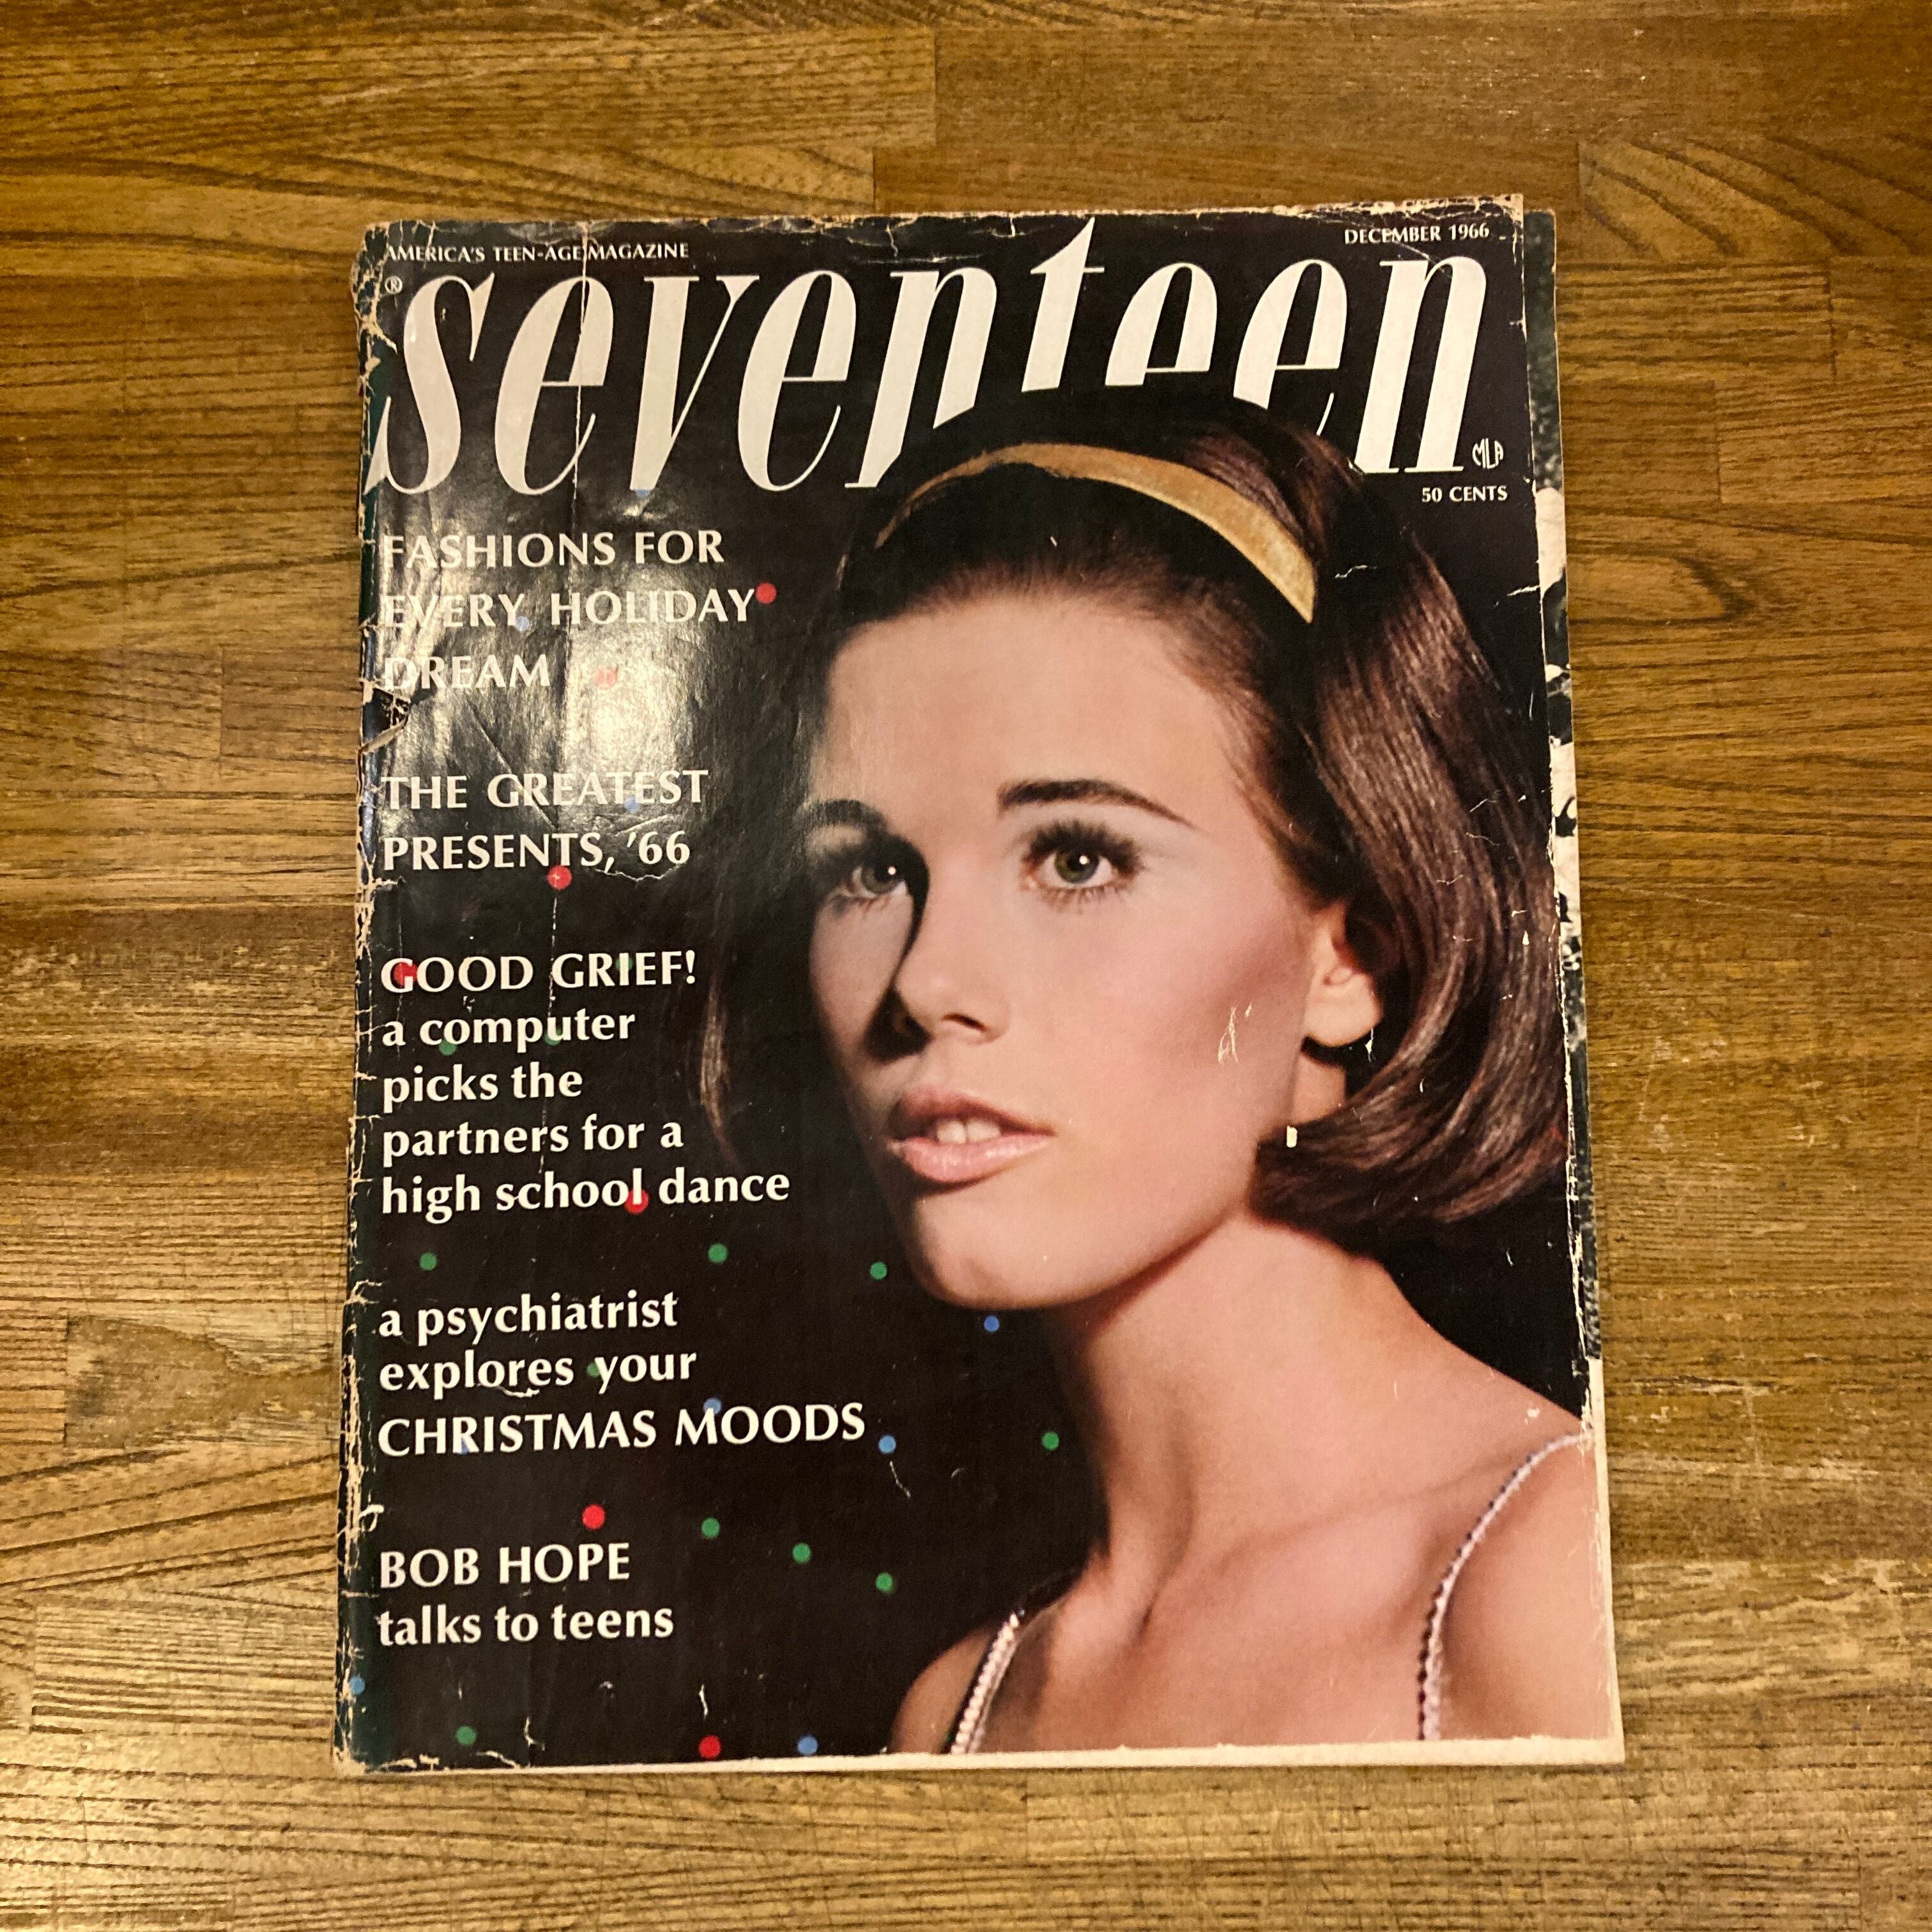 AMERICA'S TEEN-AGE MAGAZINE
DECEMBER 1966
®
seventeen
MLA
50 CENTS
FASHIONS FOR
EVERY HOLIDAY
DREAM
THE GREATEST
PRESENTS, '66
GOOD GRIEF!
a computer
picks the
partners for a
high school dance
a psychiatrist
explores your
CHRISTMAS MOODS
BOB HOPE
talks to teens